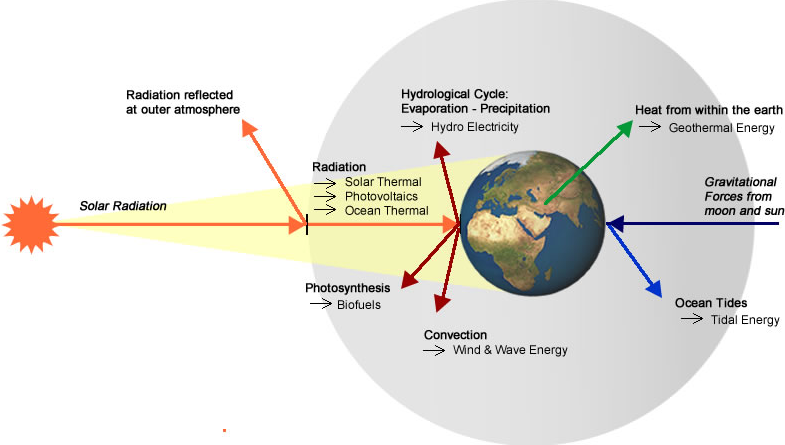 Radiation reflected
at outer atmosphere
Hydrological Cycle:
Evaporation - Precipitation
Hydro Electricity
Heat from within the earth
Geothermal Energy
Radiation
Solar Thermal
Photovoltaics
Ocean Thermal
Solar Radiation
Gravitational
Forces from
moon and sun
Photosynthesis
Biofuels
Ocean Tides
Tidal Energy
Convection
Wind & Wave Energy